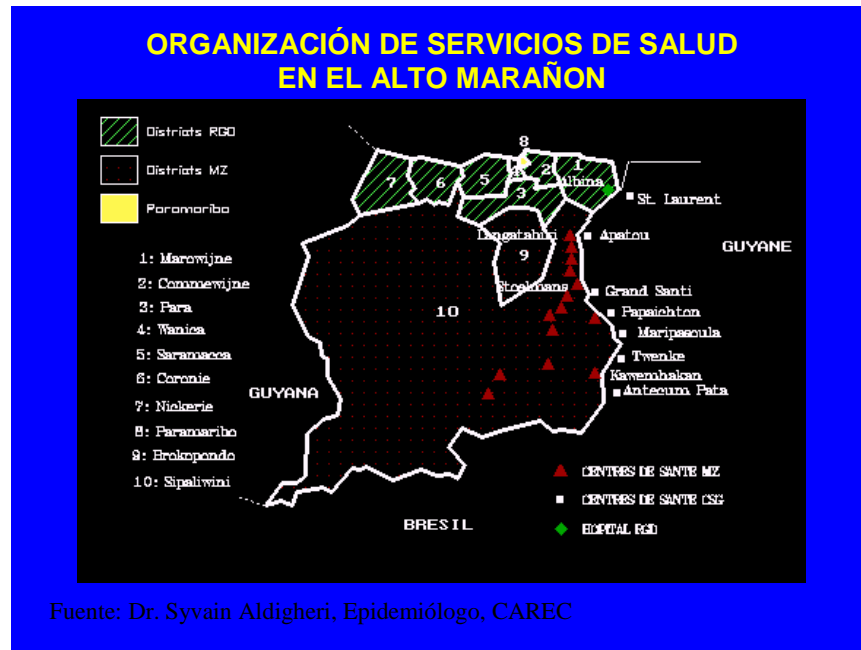 ORGANIZACIÓN DE SERVICIOS DE SALUD
EN EL ALTO MARAÑON
Districts RGD
Districts MZ
Paramaribo
1: Marowijne
2: Commewijne
3: Para
4: Wanica
5: Saramacca
6: Coronie
7: Nickerie
8: Paramaribo
9: Brokopondo
10: Sipaliwini
8
7
6
5
4
2
1
3
Albina
St. Laurent
Langatabiki
Apatou
GUYANE
9
Stoelmans
Grand Santi
10
Papaichton
Maripasoula
Twenke
Kawemhakan
GUYANA
Antecum Pata
CENTRES DE SANTE MZ
CENTRES DE SANTE CSG
HOPITAL RGD
BRESIL
Fuente: Dr. Syvain Aldigheri, Epidemiólogo, CAREC